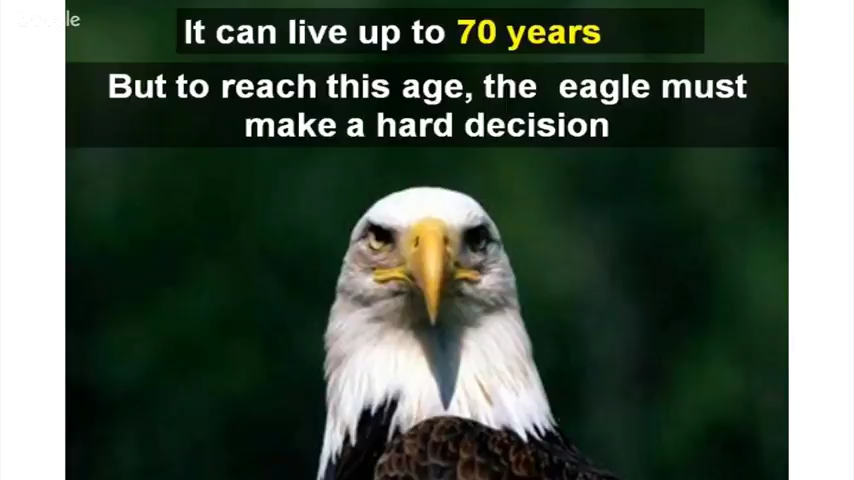 It can live up to 70 years
But to reach this age, the eagle must
make a hard decision